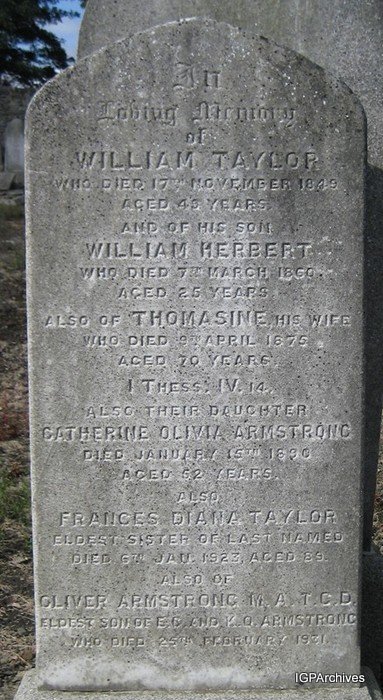 In
Loving Memory
of
WILLIAM TAYLOR
WHO DIED 17TH NOVEMBER 1849
AGED 45 YEARS
AND OF HIS SON
WILLIAM HERBERT
WHO DIED 7TH MARCH 1860.
AGED 25 YEARS
ALSO OF THOMASINE, HIS WIFE
WHO DIED 9TH APRIL 1875
AGED 70 YEARS.
I THESS. IV. 14.
ALSO THEIR DAUGHTER
CATHERINE OLIVIA ARMSTRONG
DIED JANUARY 15TH 1890
AGED 52 YEARS.
ALSO
FRANCES DIANA TAYLOR
ELDEST SISTER OF LAST NAMED
DIED 6TH JAN. 1923, AGED 89.
ALSO OF
OLIVER ARMSTRONG M.A. T.C.D.
ELDEST SON OF E.C. AND ARMSTRONG
WHO DIED 25TH FEBRUARY 1931.
IGPArchives